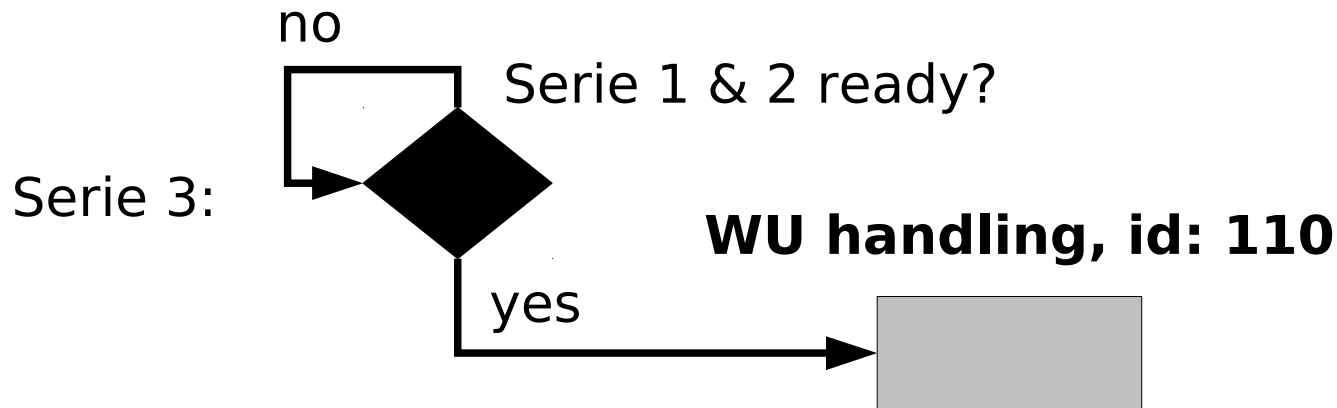 no
Serie 1 & 2 ready?
Serie 3:
WU handling, id: 110
yes